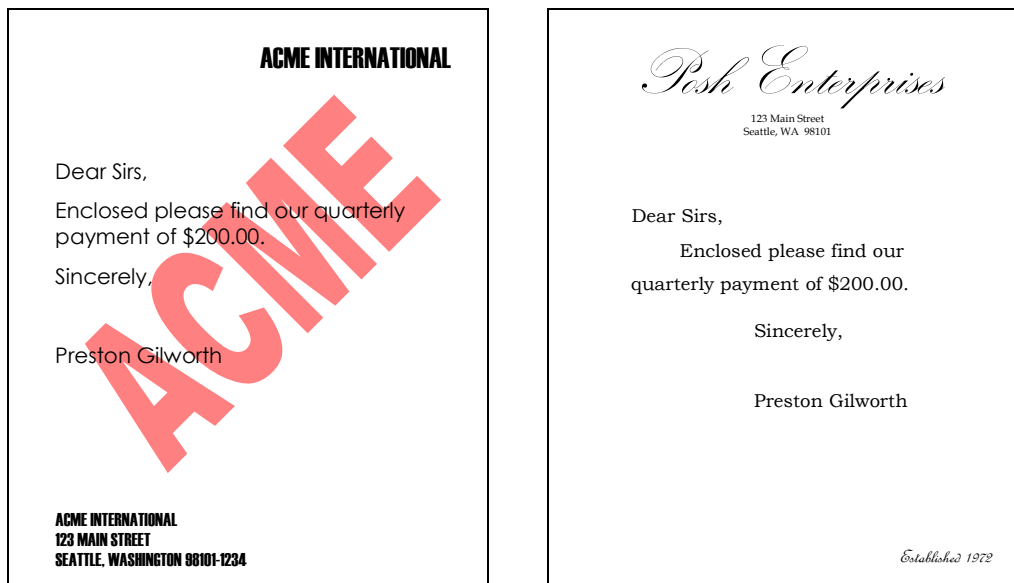 ACME INTERNATIONAL
ACME
Dear Sirs,
Enclosed please find our quarterly
payment of $200.00.
Sincerely,
Preston Gilworth
ACME INTERNATIONAL
123 MAIN STREET
SEATTLE, WASHINGTON 98101-1234
Posh Enterprises
123 Main Street
Seattle, WA  98101
Dear Sirs,
Enclosed please find our
quarterly payment of $200.00.
Sincerely,
Preston Gilworth
Established 1972